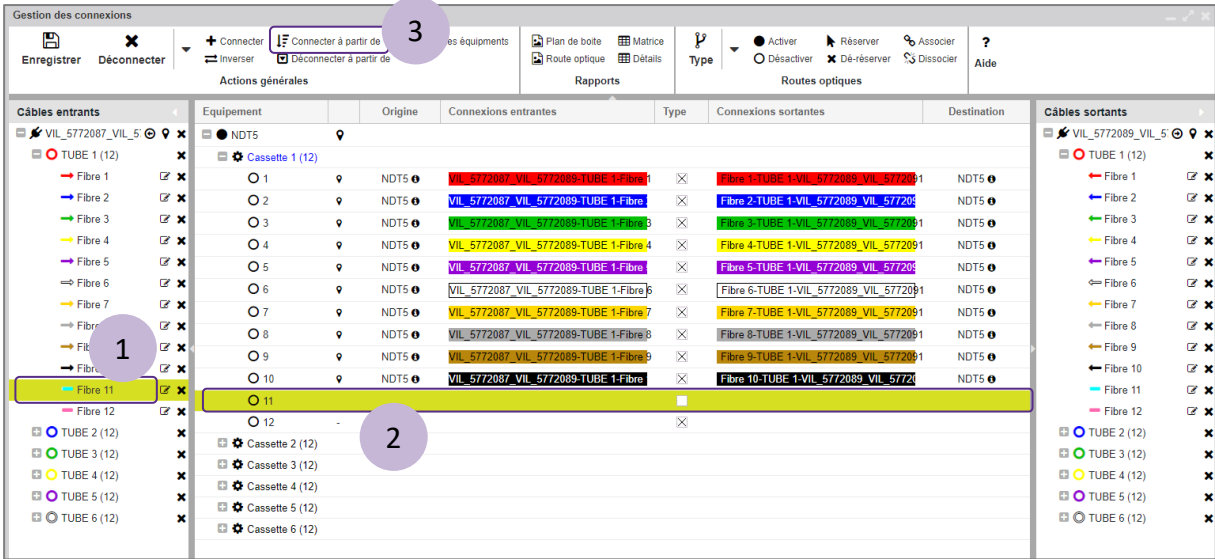 Gestion des connexions
Enregistrer Déconnecter
Connecter Connecter à partir de 3 es équipments
Inverser Déconnecter à partir de
Actions générales
Plan de boite Matrice
Route optique Détails
Rapports
Type
Activer Réserver Associer
Désactiver Dé-réserver Dissocier
Routes optiques
?
Aide
Câbles entrants
VIL_5772087_VIL_5
TUBE 1 (12)
Fibre 1
Fibre 2
Fibre 3
Fibre 4
Fibre 5
Fibre 6
Fibre 7
Fibre
Fib
1
Fibre 11
Fibre 12
TUBE 2 (12)
TUBE 3 (12)
TUBE 4 (12)
TUBE 5 (12)
TUBE 6 (12)
Equipement Origine Connexions entrantes Type Connexions sortantes Destination
NDT5
Cassette 1 (12)
1 NDT5 VIL_5772087_VIL_5772089-TUBE 1-Fibre 1 Fibre 1-TUBE 1-VIL_5772089_VIL_5772091 NDT5
2 NDT5 VIL_5772087_VIL_5772089-TUBE 1-Fibre Fibre 2-TUBE 1-VIL_5772089_VIL_577209 NDT5
3 NDT5 VIL_5772087_VIL_5772089-TUBE 1-Fibre 3 Fibre 3-TUBE 1-VIL_5772089_VIL_5772091 NDT5
4 NDT5 VIL_5772087_VIL_5772089-TUBE 1-Fibre 4 Fibre 4-TUBE 1-VIL_5772089_VIL_5772091 NDT5
5 NDT5 VIL_5772087_VIL_5772089-TUBE 1-Fibre Fibre 5-TUBE 1-VIL_5772089_VIL_577209 NDT5
6 NDT5 VIL_5772087_VIL_5772089-TUBE 1-Fibre 6 Fibre 6-TUBE 1-VIL_5772089_VIL_5772091 NDT5
7 NDT5 VIL_5772087_VIL_5772089-TUBE 1-Fibre 7 Fibre 7-TUBE 1-VIL_5772089_VIL_5772091 NDT5
8 NDT5 VIL_5772087_VIL_5772089-TUBE 1-Fibre 8 Fibre 8-TUBE 1-VIL_5772089_VIL_5772091 NDT5
9 NDT5 VIL_5772087_VIL_5772089-TUBE 1-Fibre 9 Fibre 9-TUBE 1-VIL_5772089_VIL_5772091 NDT5
10 NDT5 VIL_5772087_VIL_5772089-TUBE 1-Fibre Fibre 10-TUBE 1-VIL_5772089_VIL_57720 NDT5
11
12 -
2
Cassette 2 (12)
Cassette 3 (12)
Cassette 4 (12)
Cassette 5 (12)
Cassette 6 (12)
Câbles sortants
VIL_5772089_VIL_5
TUBE 1 (12)
Fibre 1
Fibre 2
Fibre 3
Fibre 4
Fibre 5
Fibre 6
Fibre 7
Fibre 8
Fibre 9
Fibre 10
Fibre 11
Fibre 12
TUBE 2 (12)
TUBE 3 (12)
TUBE 4 (12)
TUBE 5 (12)
TUBE 6 (12)